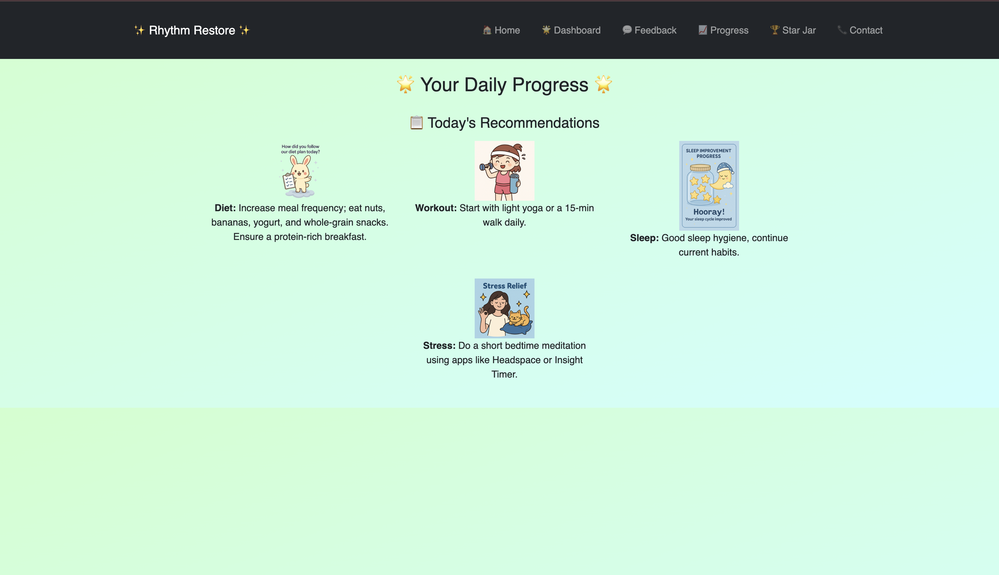 ✨ Rhythm Restore ✨
🏠 Home 🌟 Dashboard 💬 Feedback 📈 Progress 🏆 Star Jar 📞 Contact
🌟 Your Daily Progress 🌟
📋 Today's Recommendations
How did you follow
our diet plan today?
Diet: Increase meal frequency; eat nuts,
bananas, yogurt, and whole-grain snacks.
Ensure a protein-rich breakfast.
Workout: Start with light yoga or a 15-min
walk daily.
SLEEP IMPROVEMENT
PROGRESS
Hooray!
Your sleep cycle improved
Sleep: Good sleep hygiene, continue
current habits.
Stress Relief
Stress: Do a short bedtime meditation
using apps like Headspace or Insight
Timer.